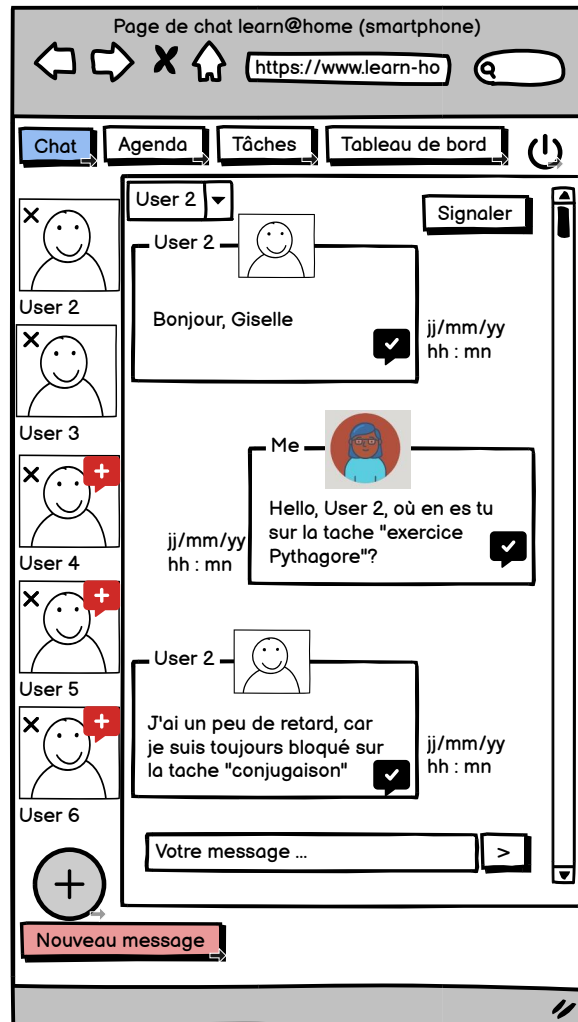 Page de chat learn@home (smartphone)
https://www.learn-ho
Chat
Agenda
Tâches
Tableau de bord
User 2
Signaler
User 2
Bonjour, Giselle
jj/mm/yy
hh : mn
Me
Hello, User 2, où en es tu
sur la tache "exercice
Pythagore"?
jj/mm/yy
hh : mn
User 2
J'ai un peu de retard, car
je suis toujours bloqué sur
la tache "conjugaison"
jj/mm/yy
hh : mn
Votre message ...
>
User 2
User 3
User 4
User 5
User 6
Nouveau message